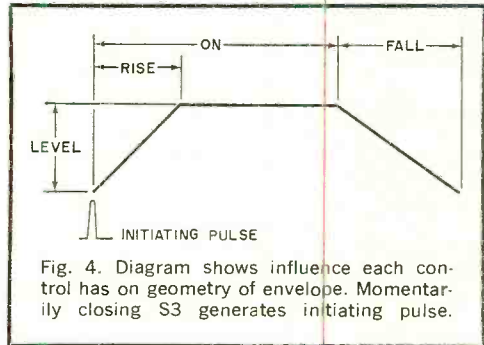 ON
FALL
RISE
LEVEL
INITIATING PULSE
Fig. 4. Diagram shows influence each con-
trol has on geometry of envelope. Momentar-
ily closing S3 generates initiating pulse.